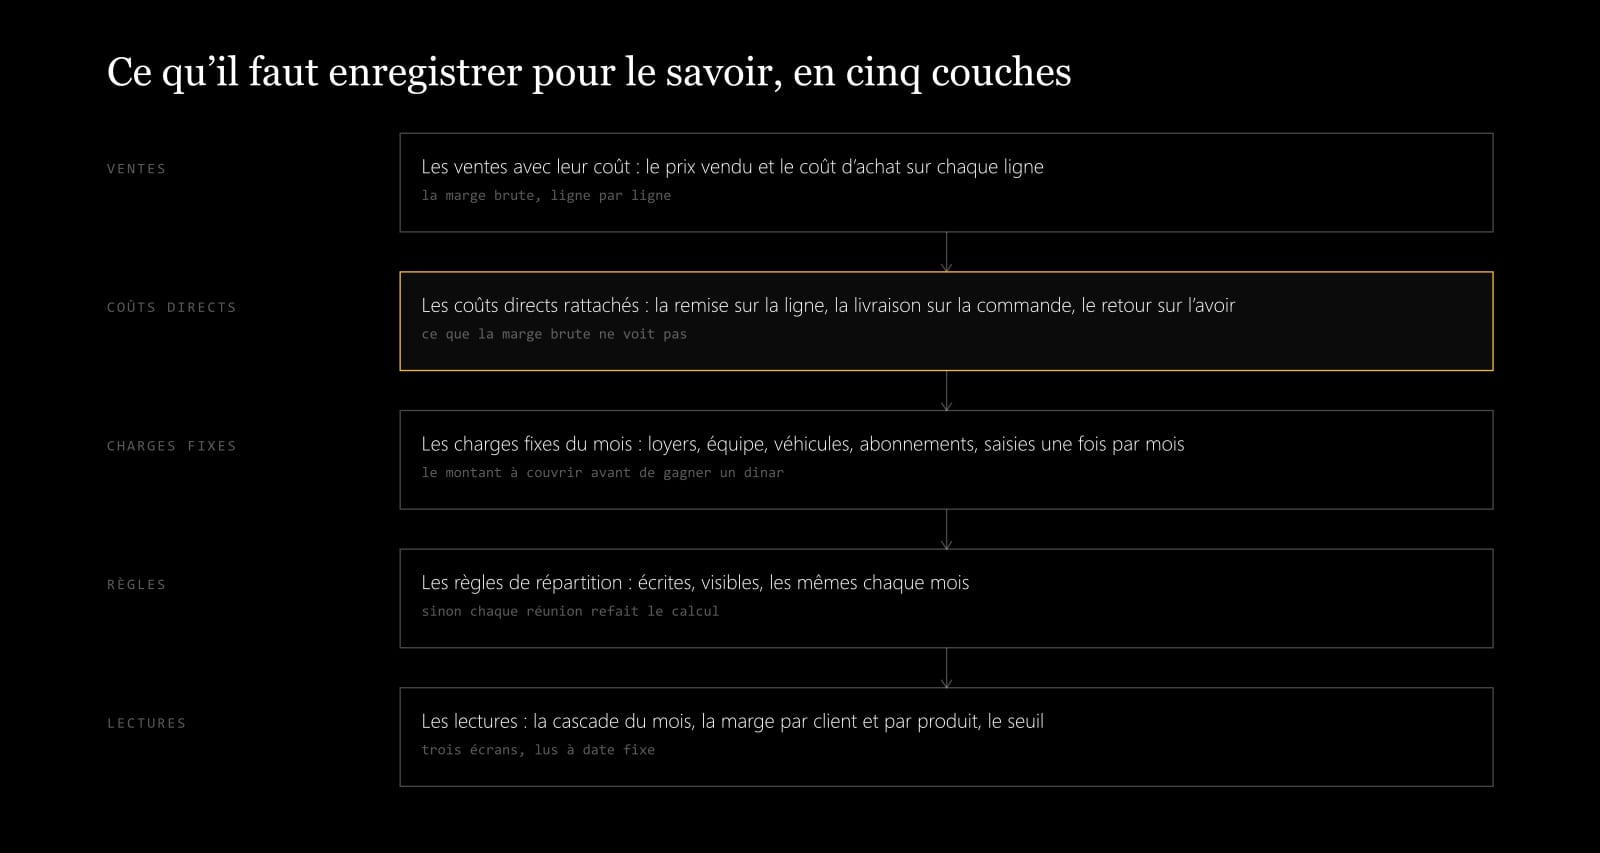 Ce qu’il faut enregistrer pour le savoir, en cinq couches
VENTES
Les ventes avec leur coût : le prix vendu et le coût d’achat sur chaque ligne
la marge brute, ligne par ligne
COÛTS DIRECTS
Les coûts directs rattachés : la remise sur la ligne, la livraison sur la commande, le retour sur l’avoir
ce que la marge brute ne voit pas
CHARGES FIXES
Les charges fixes du mois : loyers, équipe, véhicules, abonnements, saisies une fois par mois
le montant à couvrir avant de gagner un dinar
RÈGLES
Les règles de répartition : écrites, visibles, les mêmes chaque mois
sinon chaque réunion refait le calcul
LECTURES
Les lectures : la cascade du mois, la marge par client et par produit, le seuil
trois écrans, lus à date fixe